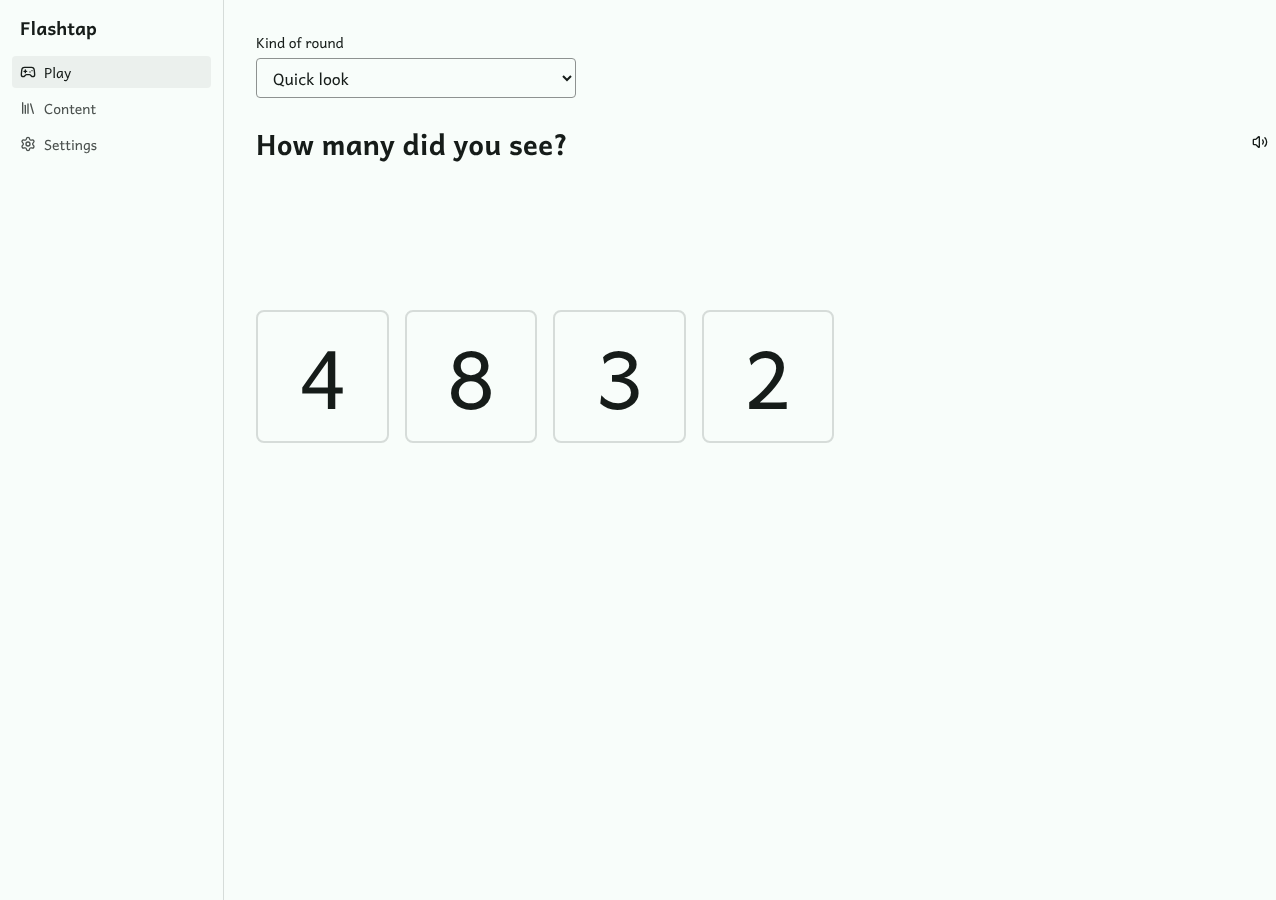 Flashtap
Play
Content
Settings
Kind of round
Quick look
How many did you see?
4 8 3 2